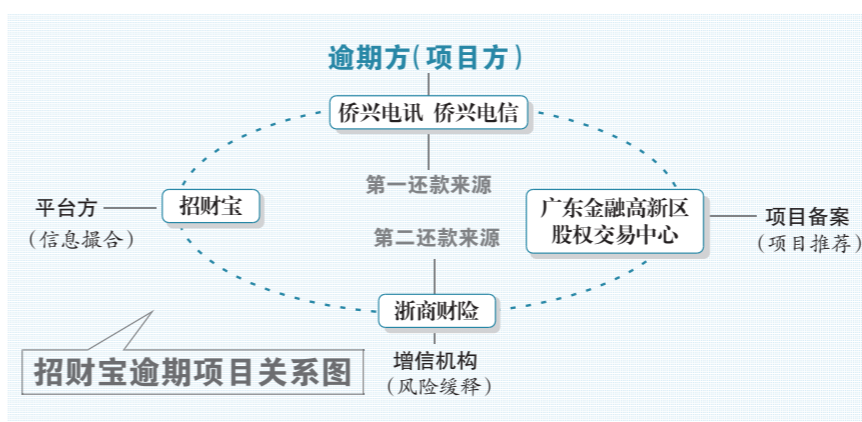 逾期方(项目方)
侨兴电讯 侨兴电信
第一还款来源
平台方
(信息撮合)
招财宝
广东金融高新区
股权交易中心
项目备案
(项目推荐)
第二还款来源
浙商财险
增信机构
(风险缓释)
招财宝逾期项目关系图